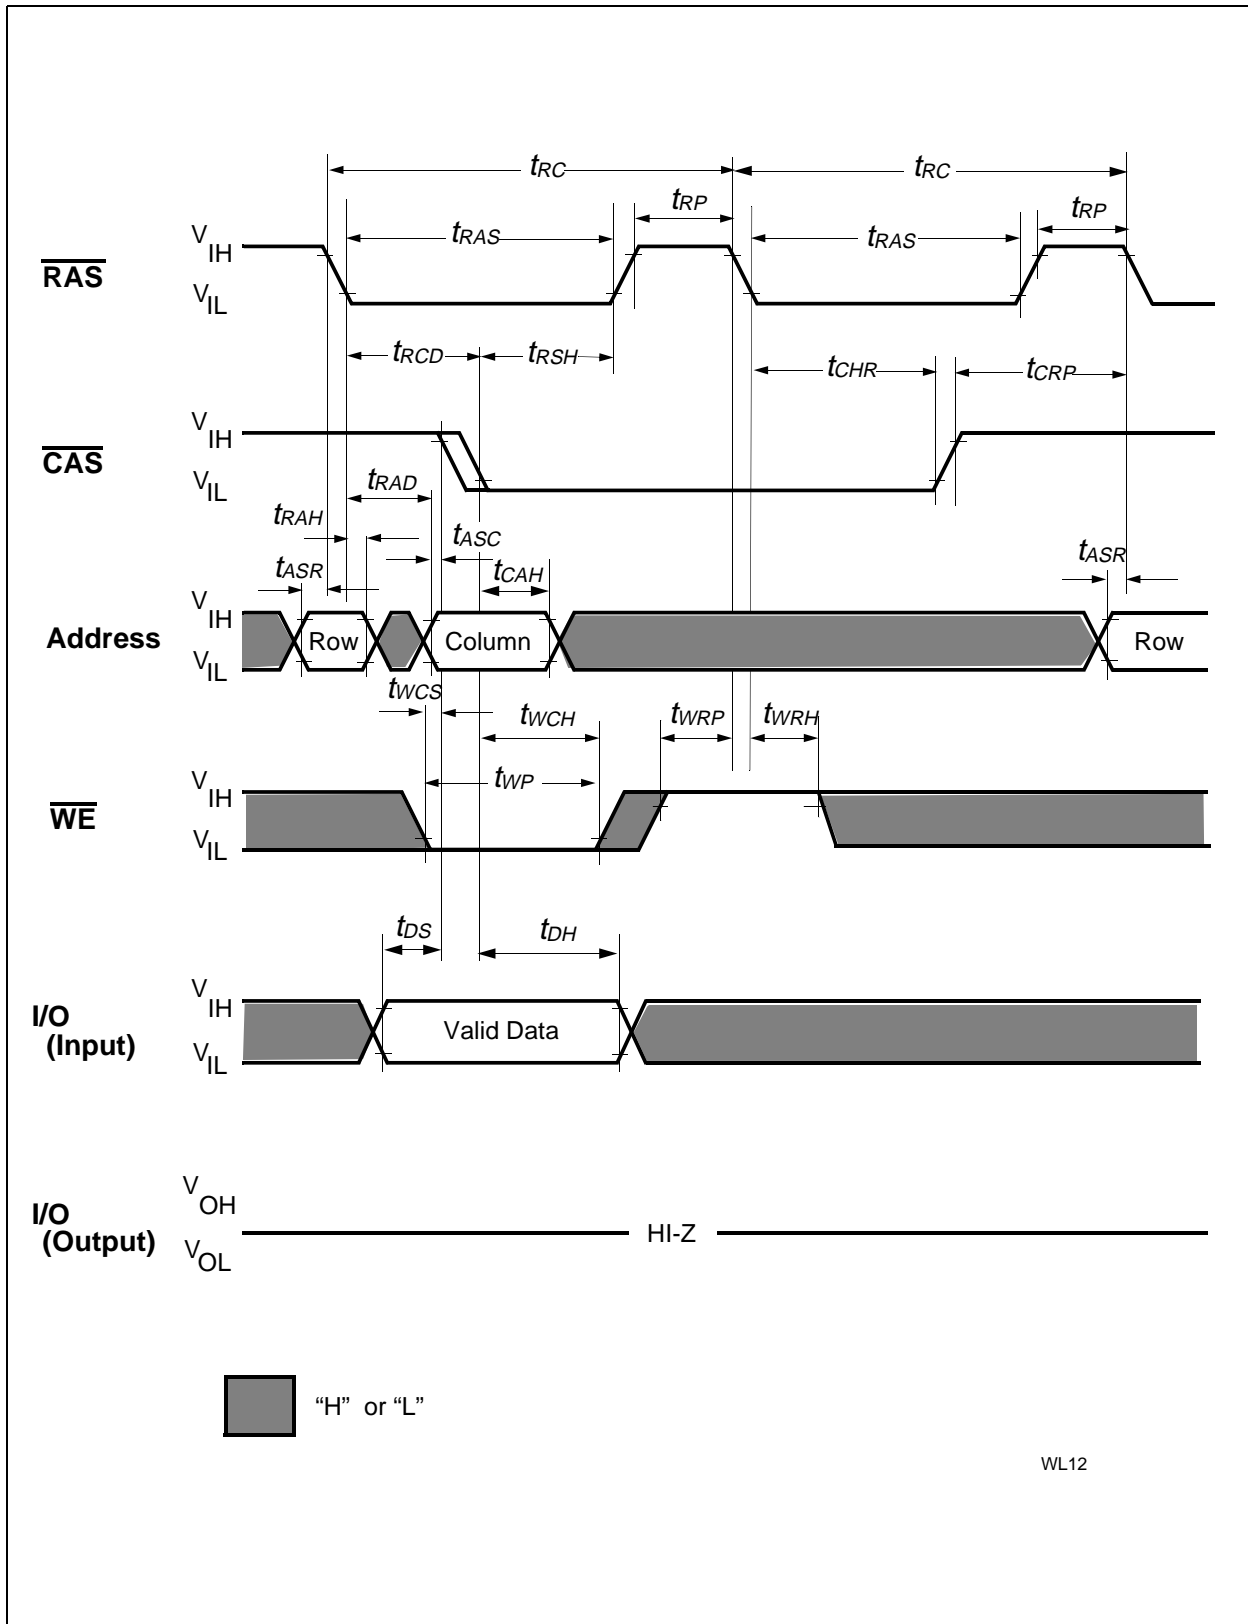 tRC tRC
tRP tRP
tRAS tRAS
RAS VIH
VIL
tRCD tRSH tCHR tCRP
CAS VIH
VIL
tRAD
tRAH tASC
tASR tCAH tASR
Address VIH
VIL
Row Column Row
tWCS tWCH tWRP tWRH
tWP
WE VIH
VIL
tDS tDH
I/O VIH
(Input) VIL
Valid Data
I/O VOH
(Output) VOL
HI-Z
“H” or “L”
WL12